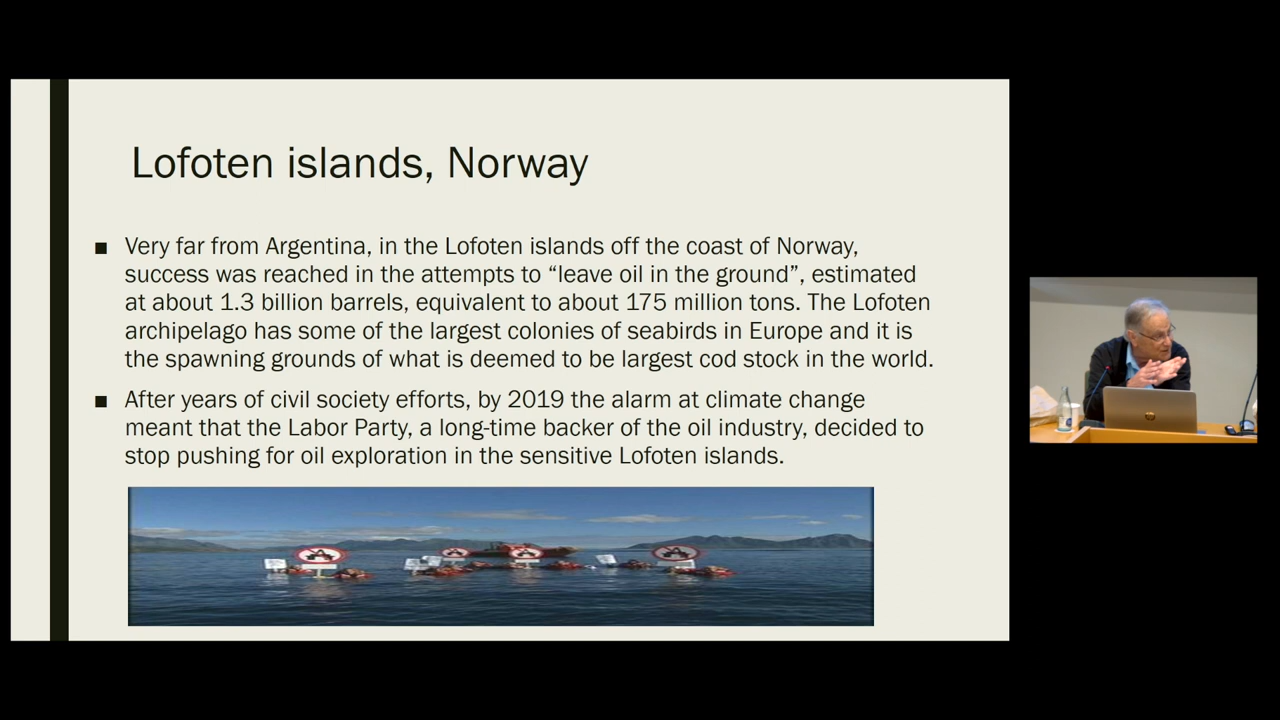 Lofoten islands, Norway
■ Very far from Argentina, in the Lofoten islands off the coast of Norway,
success was reached in the attempts to “leave oil in the ground”, estimated
at about 1.3 billion barrels, equivalent to about 175 million tons. The Lofoten
archipelago has some of the largest colonies of seabirds in Europe and it is
the spawning grounds of what is deemed to be largest cod stock in the world.
■ After years of civil society efforts, by 2019 the alarm at climate change
meant that the Labor Party, a long-time backer of the oil industry, decided to
stop pushing for oil exploration in the sensitive Lofoten islands.